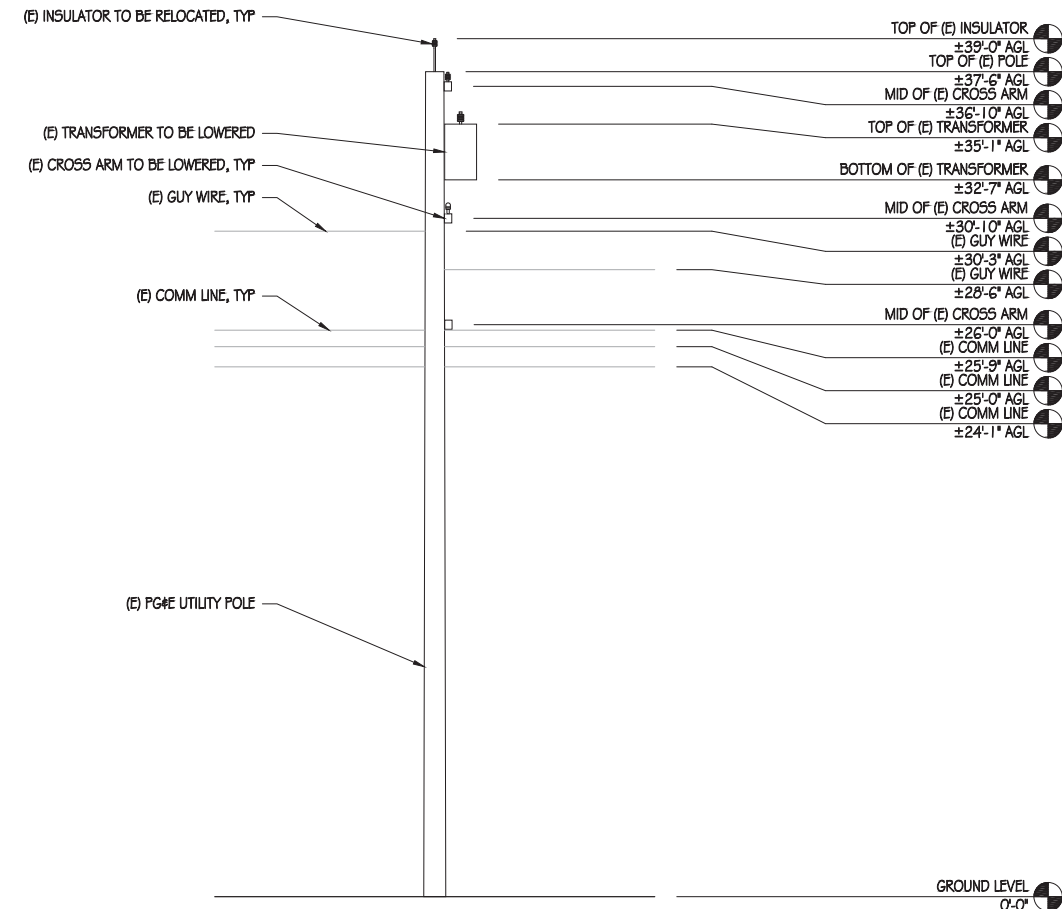 (E) INSULATOR TO BE RELOCATED, TYP
(E) TRANSFORMER TO BE LOWERED
(E) CROSS ARM TO BE LOWERED, TYP
(E) GUY WIRE, TYP
(E) COMM LINE, TYP
(E) PG&E UTILITY POLE
TOP OF (E) INSULATOR
±39'-0" AGL
TOP OF (E) POLE
±37'-6" AGL
MID OF (E) CROSS ARM
±36'-10" AGL
TOP OF (E) TRANSFORMER
±35'-1" AGL
BOTTOM OF (E) TRANSFORMER
±32'-7" AGL
MID OF (E) CROSS ARM
±30'-10" AGL
(E) GUY WIRE
±30'-3" AGL
(E) GUY WIRE
±28'-6" AGL
MID OF (E) CROSS ARM
±26'-0" AGL
(E) COMM LINE
±25'-9" AGL
(E) COMM LINE
±25'-0" AGL
(E) COMM LINE
±24'-1" AGL
GROUND LEVEL
0'-0"